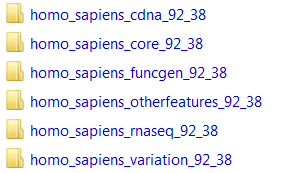 homo_sapiens_cdna_92_38
homo_sapiens_core_92_38
homo_sapiens_funcgen_92_38
homo_sapiens_otherfeatures_92_38
homo_sapiens_rnaseq_92_38
homo_sapiens_variation_92_38